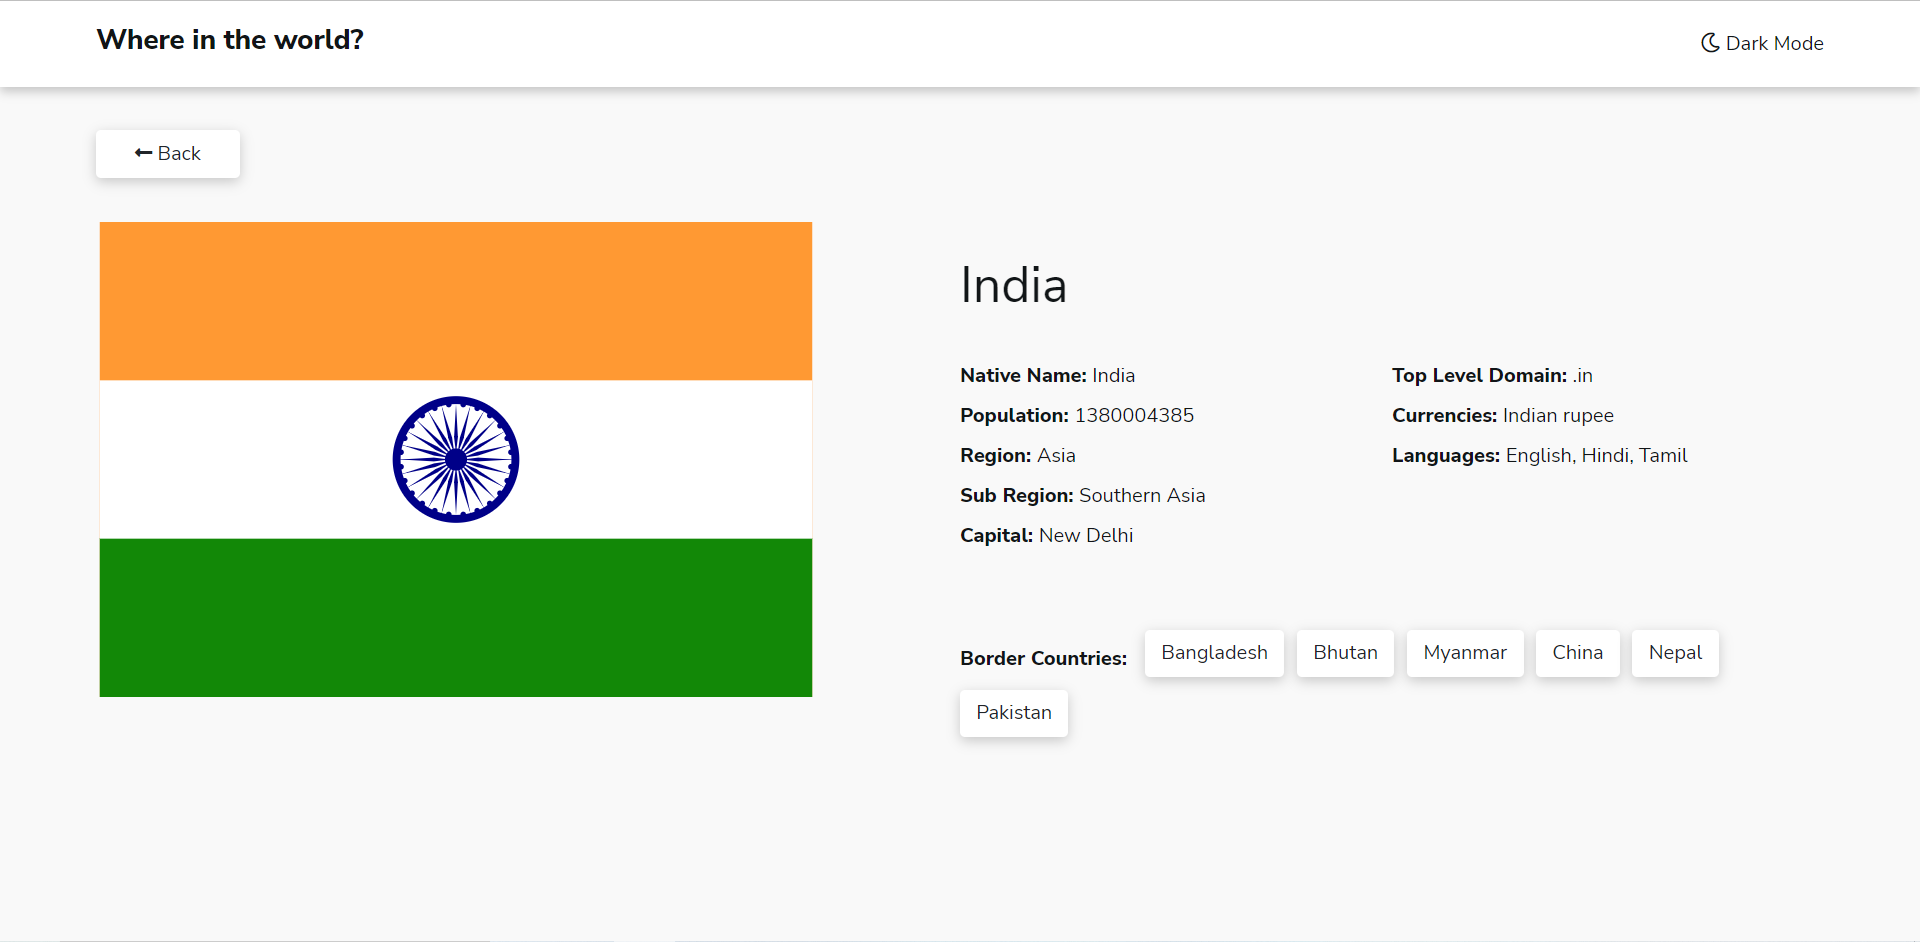 Where in the world?
Dark Mode
Back
India
Native Name: India
Population: 1380004385
Region: Asia
Sub Region: Southern Asia
Capital: New Delhi
Top Level Domain: .in
Currencies: Indian rupee
Languages: English, Hindi, Tamil
Border Countries: Bangladesh Bhutan Myanmar China Nepal
Pakistan